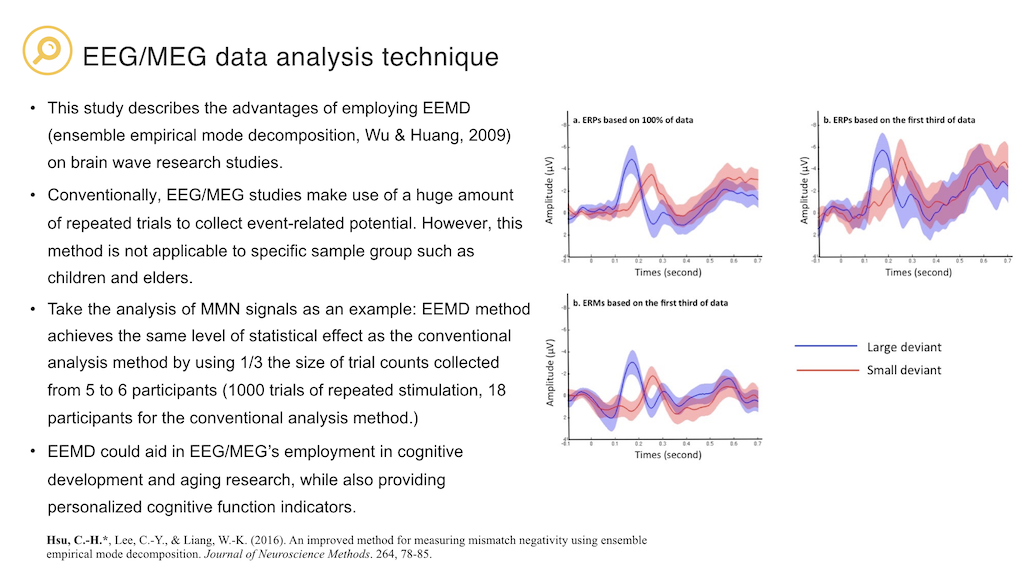 EEG/MEG data analysis technique
• This study describes the advantages of employing EEMD
(ensemble empirical mode decomposition, Wu & Huang, 2009)
on brain wave research studies.
• Conventionally, EEG/MEG studies make use of a huge amount
of repeated trials to collect event-related potential. However, this
method is not applicable to specific sample group such as
children and elders.
• Take the analysis of MMN signals as an example: EEMD method
achieves the same level of statistical effect as the conventional
analysis method by using 1/3 the size of trial counts collected
from 5 to 6 participants (1000 trials of repeated stimulation, 18
participants for the conventional analysis method.)
• EEMD could aid in EEG/MEG’s employment in cognitive
development and aging research, while also providing
personalized cognitive function indicators.
a. ERPs based on 100% of data
Amplitude (μV)
-8
-6
-4
-2
0
2
4
-0.1 0 0.1 0.2 0.3 0.4 0.5 0.6 0.7
Times (second)
b. ERPs based on the first third of data
Amplitude (μV)
-8
-6
-4
-2
0
2
4
-0.1 0 0.1 0.2 0.3 0.4 0.5 0.6 0.7
Times (second)
b. ERMs based on the first third of data
Amplitude (μV)
-8
-6
-4
-2
0
2
4
-0.1 0 0.1 0.2 0.3 0.4 0.5 0.6 0.7
Times (second)
Large deviant
Small deviant
Hsu, C.-H.*, Lee, C.-Y., & Liang, W.-K. (2016). An improved method for measuring mismatch negativity using ensemble
empirical mode decomposition. Journal of Neuroscience Methods. 264, 78-85.